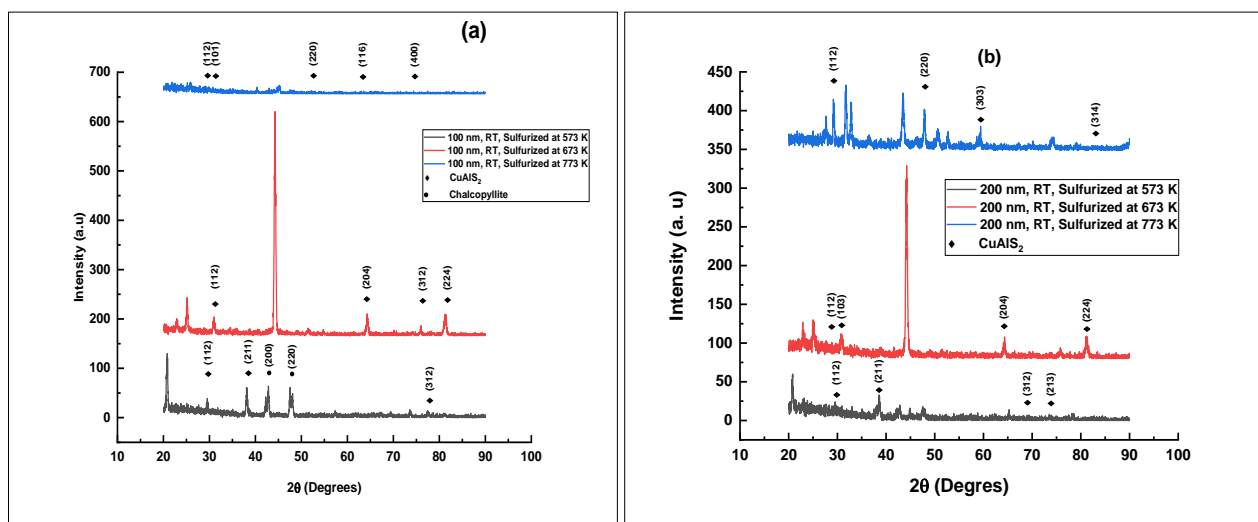 (a)
(112)
(101)
(220)
(116)
(400)
700
600
500
400
300
200
100
0
Intensity (a.u)
100 nm, RT, Sulfurized at 573 K
100 nm, RT, Sulfurized at 673 K
100 nm, RT, Sulfurized at 773 K
CuAlS₂
Chalcopyllite
(112)
(204)
(312)
(224)
(112)
(211)
(200)
(220)
(312)
10 20 30 40 50 60 70 80 90 100
2θ (Degrees)
(b)
(112)
(220)
(303)
(314)
450
400
350
300
250
200
150
100
50
0
Intensity (a. u)
200 nm, RT, Sulfurized at 573 K
200 nm, RT, Sulfurized at 673 K
200 nm, RT, Sulfurized at 773 K
CuAlS₂
(112)
(103)
(204)
(224)
(112)
(211)
(312)
(213)
10 20 30 40 50 60 70 80 90 100
2θ (Degrees)